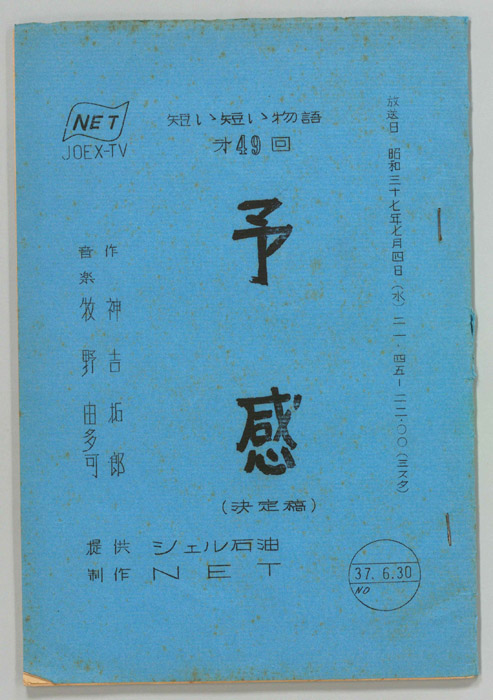 NET
JOEX-TV
短い短い物語
才49回
放送日 昭和三十七年七月四日（水）二一・四五－二二・〇〇（ミスタ）
予感
作 神吉拓郎
音楽 牧野由多可
（決定稿）
提供 シェル石油
制作 NET
37.6.30
NO